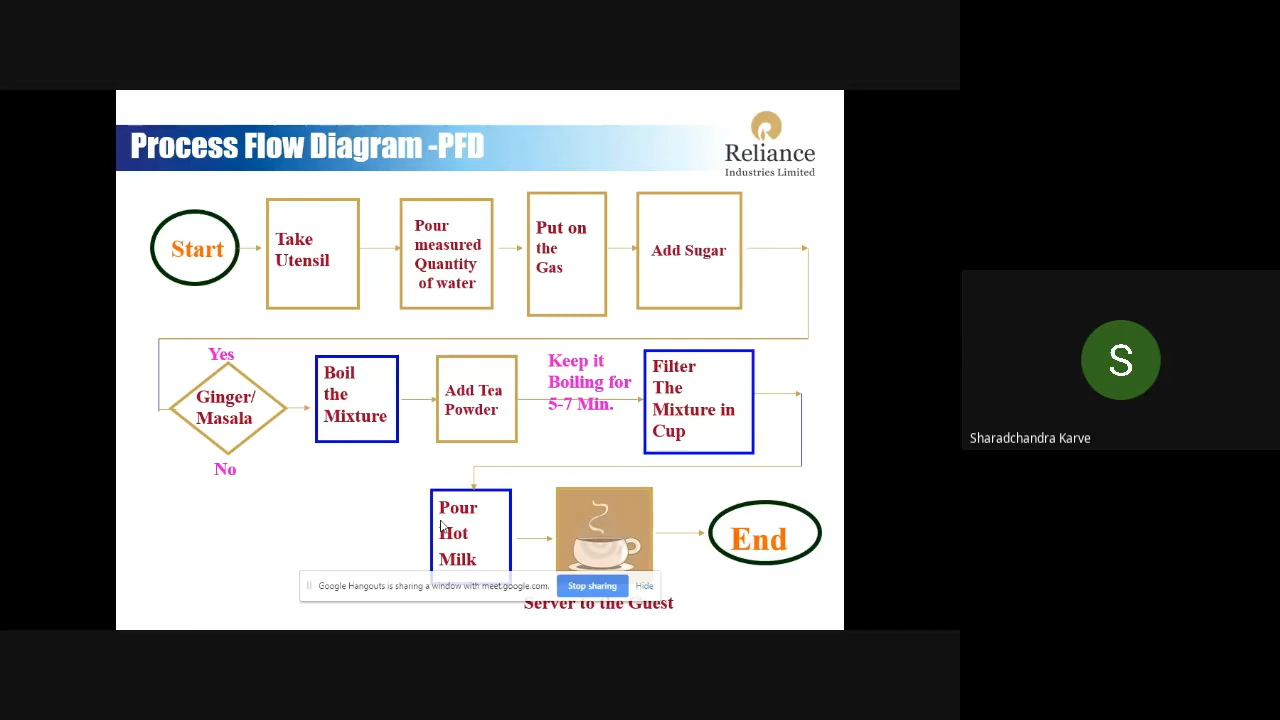 Process Flow Diagram -PFD
Reliance
Industries Limited
Start
Take
Utensil
Pour
measured
Quantity
of water
Put on
the
Gas
Add Sugar
Yes
Ginger/
Masala
No
Boil
the
Mixture
Add Tea
Powder
Keep it
Boiling for
5-7 Min.
Filter
The
Mixture in
Cup
Pour
Hot
Milk
End
Server to the Guest
Google Hangouts is sharing a window with meet.google.com.
Stop sharing
Hide
S
Sharadchandra Karve